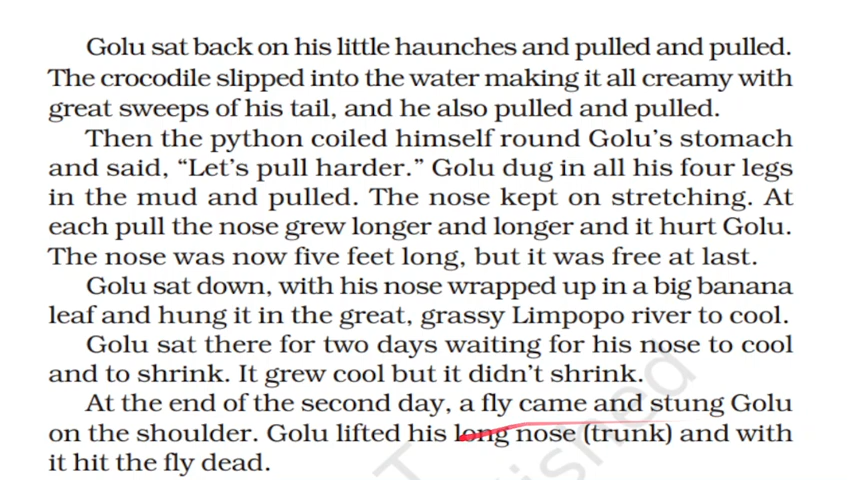 Golu sat back on his little haunches and pulled and pulled.
The crocodile slipped into the water making it all creamy with
great sweeps of his tail, and he also pulled and pulled.
Then the python coiled himself round Golu's stomach
and said, “Let's pull harder.” Golu dug in all his four legs
in the mud and pulled. The nose kept on stretching. At
each pull the nose grew longer and longer and it hurt Golu.
The nose was now five feet long, but it was free at last.
Golu sat down, with his nose wrapped up in a big banana
leaf and hung it in the great, grassy Limpopo river to cool.
Golu sat there for two days waiting for his nose to cool
and to shrink. It grew cool but it didn't shrink.
At the end of the second day, a fly came and stung Golu
on the shoulder. Golu lifted his long nose (trunk) and with
it hit the fly dead.